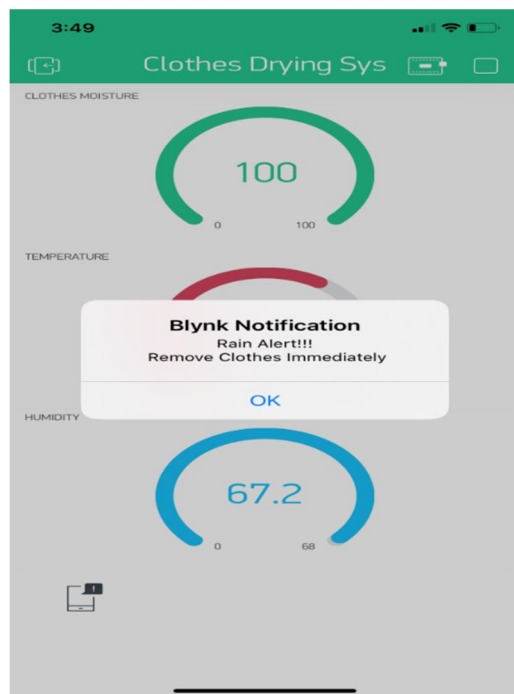 3:49
Clothes Drying Sys
CLOTHES MOISTURE
100
0 100
TEMPERATURE
Blynk Notification
Rain Alert!!!
Remove Clothes Immediately
OK
HUMIDITY
67.2
0 68
!